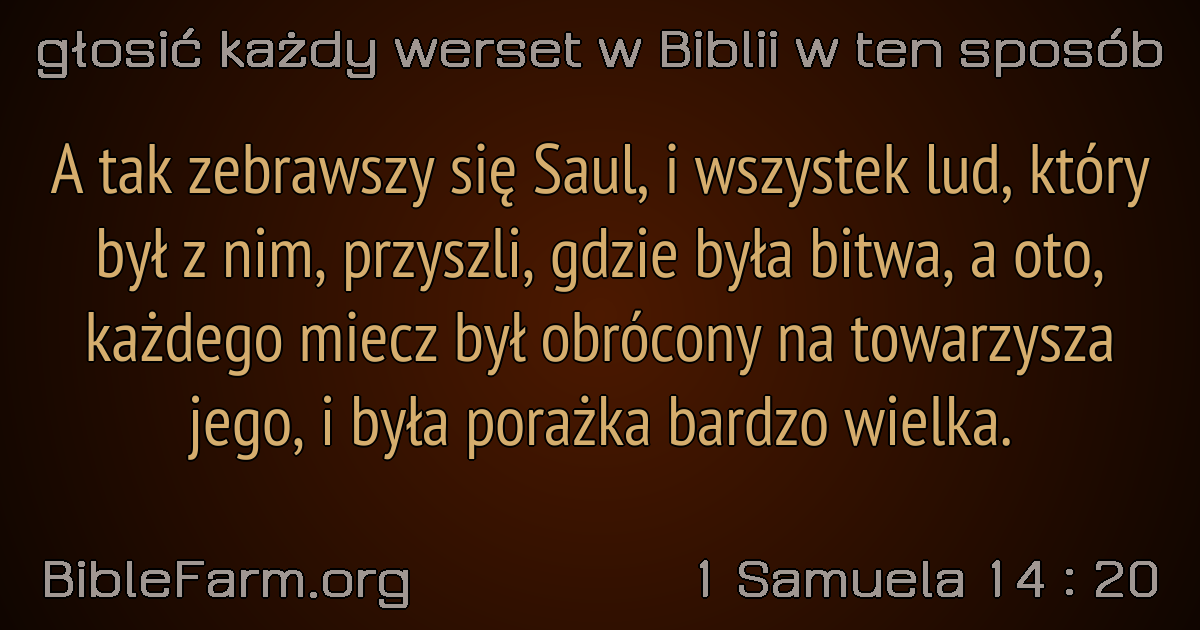 głosić każdy werset w Biblii w ten sposób
A tak zebrawszy się Saul, i wszystek lud, który
był z nim, przyszli, gdzie była bitwa, a oto,
każdego miecz był obrócony na towarzysza
jego, i była porażka bardzo wielka.
BibleFarm.org
1 Samuela 14 : 20